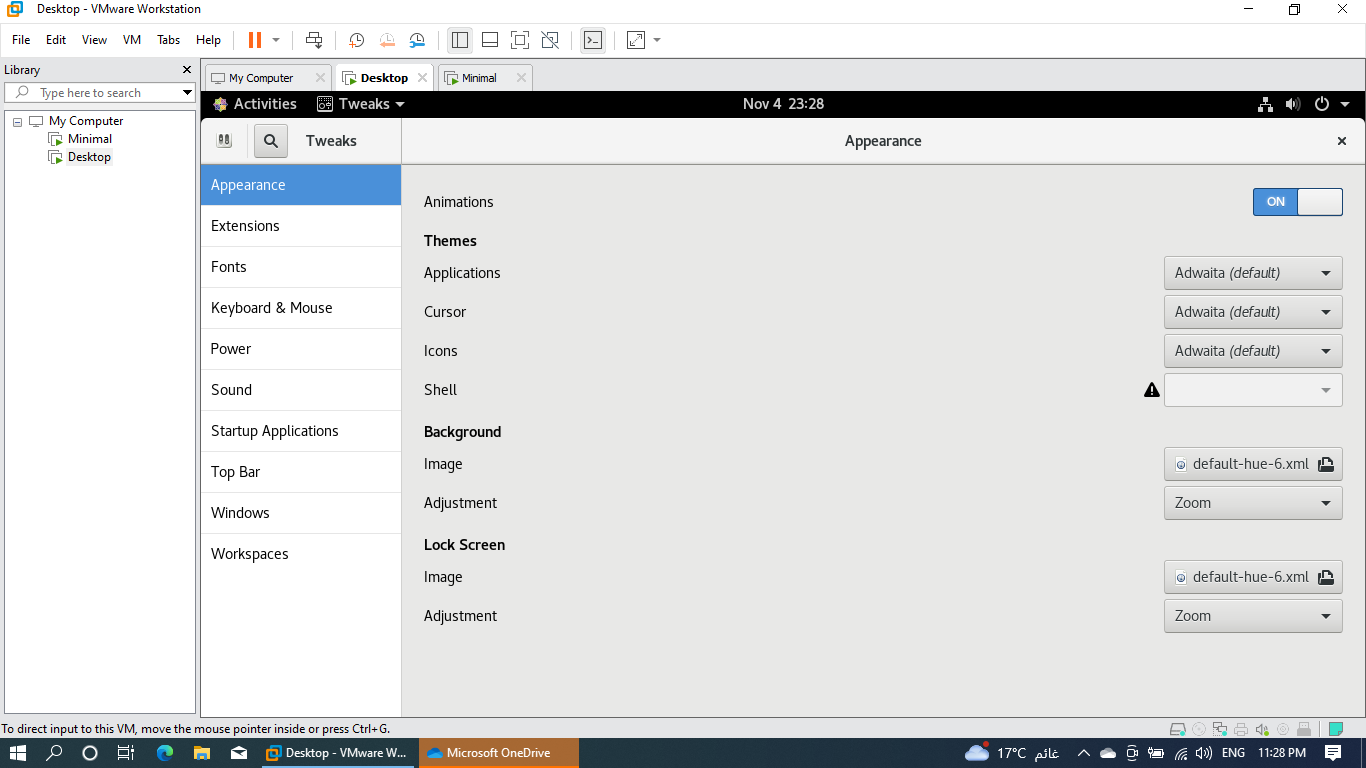 Desktop - VMware Workstation
File Edit View VM Tabs Help
Library
Type here to search
My Computer
Minimal
Desktop
My Computer Desktop Minimal
Activities Tweaks Nov 4 23:28
Tweaks Appearance
Appearance
Extensions
Fonts
Keyboard & Mouse
Power
Sound
Startup Applications
Top Bar
Windows
Workspaces
Animations ON
Themes
Applications Adwaita (default)
Cursor Adwaita (default)
Icons Adwaita (default)
Shell
Background
Image default-hue-6.xml
Adjustment Zoom
Lock Screen
Image default-hue-6.xml
Adjustment Zoom
To direct input to this VM, move the mouse pointer inside or press Ctrl+G.
Desktop - VMware W... Microsoft OneDrive 17°C غائم ENG 11:28 PM